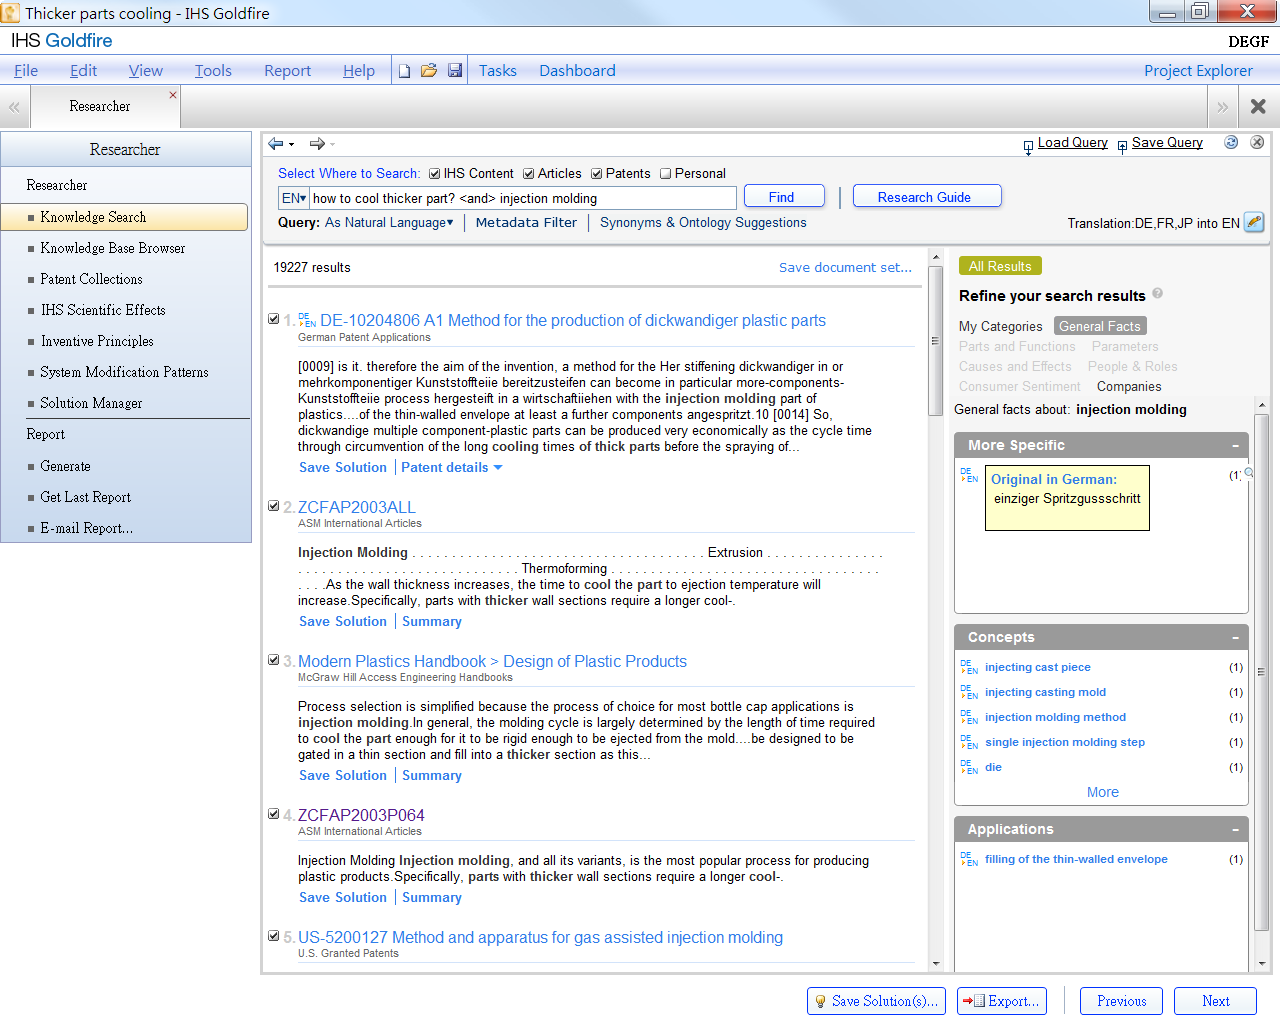 Thicker parts cooling - IHS Goldfire
IHS Goldfire
DEGF
File Edit View Tools Report Help Tasks Dashboard Project Explorer
Researcher
Researcher
Researcher
Knowledge Search
Knowledge Base Browser
Patent Collections
IHS Scientific Effects
Inventive Principles
System Modification Patterns
Solution Manager
Report
Generate
Get Last Report
E-mail Report...
Load Query Save Query
Select Where to Search: IHS Content Articles Patents Personal
EN how to cool thicker part? <and> injection molding Find Research Guide
Query: As Natural Language Metadata Filter Synonyms & Ontology Suggestions
Translation:DE,FR,JP into EN
19227 results Save document set...
1. DE EN DE-10204806 A1 Method for the production of dickwandiger plastic parts
German Patent Applications
[0009] is it. therefore the aim of the invention, a method for the Her stiffening dickwandiger in or
mehrkomponentiger Kunststoffteiie bereitzusteifen can become in particular more-components-
Kunststoffteiie process hergesteift in a wirtschaftiiehen with the injection molding part of
plastics....of the thin-walled envelope at least a further components angespritzt.10 [0014] So,
dickwandige multiple component-plastic parts can be produced very economically as the cycle time
through circumvention of the long cooling times of thick parts before the spraying of...
Save Solution Patent details
2. ZCFAP2003ALL
ASM International Articles
Injection Molding . . . . . . . . . . . . . . . . . . . . . . . . . . . . . . . . . . . . . Extrusion . . . . . . . . . . . . . . .
. . . . . . . . . . . . . . . . . . . . . . . . . . . . Thermoforming . . . . . . . . . . . . . . . . . . . . . . . . . . . . . . . . . .
. . . .As the wall thickness increases, the time to cool the part to ejection temperature will
increase.Specifically, parts with thicker wall sections require a longer cool-.
Save Solution Summary
3. Modern Plastics Handbook > Design of Plastic Products
McGraw Hill Access Engineering Handbooks
Process selection is simplified because the process of choice for most bottle cap applications is
injection molding.In general, the molding cycle is largely determined by the length of time required
to cool the part enough for it to be rigid enough to be ejected from the mold....be designed to be
gated in a thin section and fill into a thicker section as this...
Save Solution Summary
4. ZCFAP2003P064
ASM International Articles
Injection Molding Injection molding, and all its variants, is the most popular process for producing
plastic products.Specifically, parts with thicker wall sections require a longer cool-.
Save Solution Summary
5. US-5200127 Method and apparatus for gas assisted injection molding
U.S. Granted Patents
All Results
Refine your search results
My Categories General Facts
Parts and Functions Parameters
Causes and Effects People & Roles
Consumer Sentiment Companies
General facts about: injection molding
More Specific
DE EN Original in German: (1)
einziger Spritzgussschritt
Concepts
DE EN injecting cast piece (1)
DE EN injecting casting mold (1)
DE EN injection molding method (1)
DE EN single injection molding step (1)
DE EN die (1)
More
Applications
DE EN filling of the thin-walled envelope (1)
Save Solution(s)... Export... Previous Next